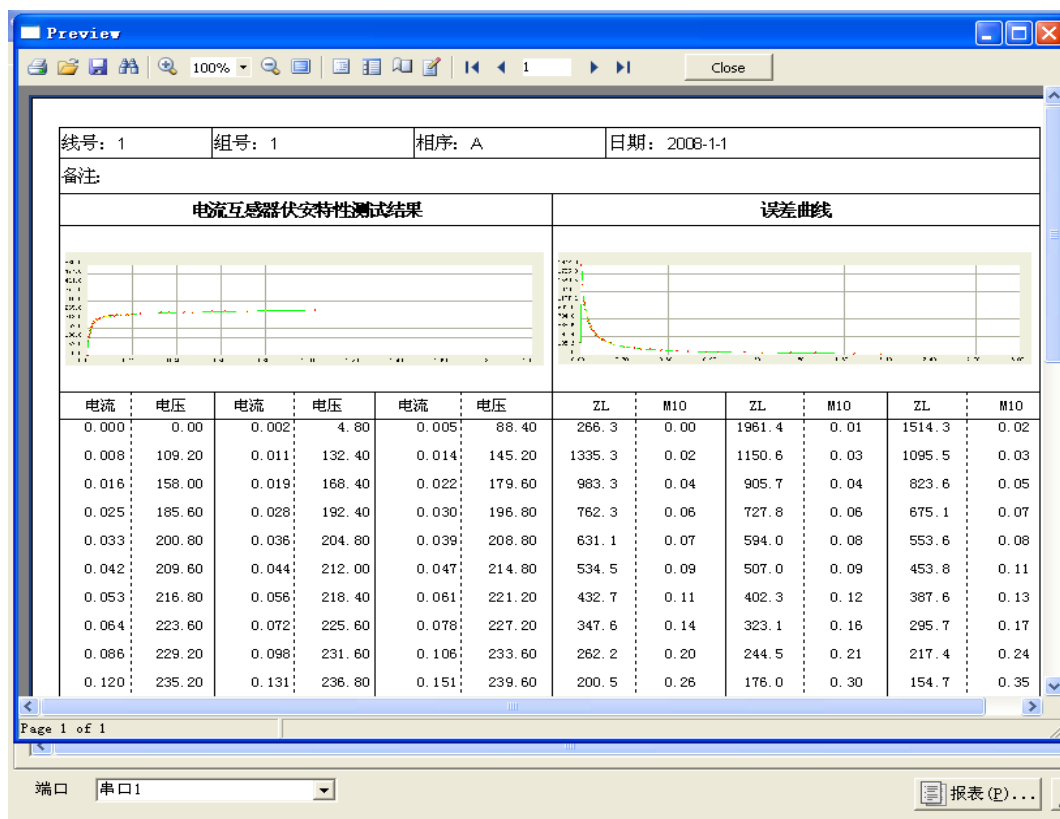 Preview
100% 1 Close
线号: 1 组号: 1 相序: A 日期: 2008-1-1
备注:
电流互感器伏安特性测试结果 误差曲线
电流 电压 电流 电压 电流 电压 ZL M10 ZL M10 ZL M10
0.000 0.00 0.002 4.80 0.005 88.40 266.3 0.00 1961.4 0.01 1514.3 0.02
0.008 109.20 0.011 132.40 0.014 145.20 1335.3 0.02 1150.6 0.03 1095.5 0.03
0.016 158.00 0.019 168.40 0.022 179.60 983.3 0.04 905.7 0.04 823.6 0.05
0.025 185.60 0.028 192.40 0.030 196.80 762.3 0.06 727.8 0.06 675.1 0.07
0.033 200.80 0.036 204.80 0.039 208.80 631.1 0.07 594.0 0.08 553.6 0.08
0.042 209.60 0.044 212.00 0.047 214.80 534.5 0.09 507.0 0.09 453.8 0.11
0.053 216.80 0.056 218.40 0.061 221.20 432.7 0.11 402.3 0.12 387.6 0.13
0.064 223.60 0.072 225.60 0.078 227.20 347.6 0.14 323.1 0.16 295.7 0.17
0.086 229.20 0.098 231.60 0.106 233.60 262.2 0.20 244.5 0.21 217.4 0.24
0.120 235.20 0.131 236.80 0.151 239.60 200.5 0.26 176.0 0.30 154.7 0.35
Page 1 of 1
端口 串口1 报表(P)...